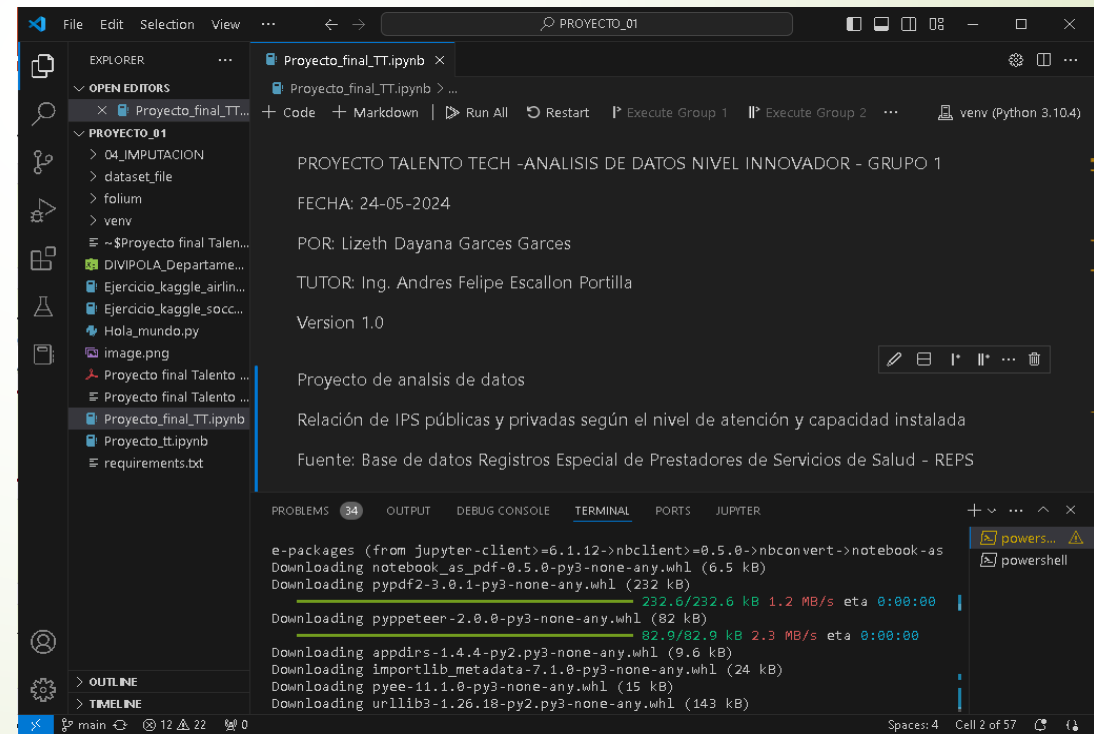 File Edit Selection View ··· PROYECTO_01
EXPLORER ···
OPEN EDITORS
Proyecto_final_TT...
PROYECTO_01
04_IMPUTACION
dataset_file
folium
venv
~$Proyecto final Talen...
DIVIPOLA_Departame...
Ejercicio_kaggle_airlin...
Ejercicio_kaggle_socc...
Hola_mundo.py
image.png
Proyecto final Talento ...
Proyecto final Talento ...
Proyecto_final_TT.ipynb
Proyecto_tt.ipynb
requirements.txt
OUTLINE
TIMELINE
Proyecto_final_TT.ipynb
Proyecto_final_TT.ipynb > ...
+ Code + Markdown | Run All Restart Execute Group 1 Execute Group 2 ··· venv (Python 3.10.4)
PROYECTO TALENTO TECH -ANALISIS DE DATOS NIVEL INNOVADOR - GRUPO 1
FECHA: 24-05-2024
POR: Lizeth Dayana Garces Garces
TUTOR: Ing. Andres Felipe Escallon Portilla
Version 1.0
Proyecto de analsis de datos
Relación de IPS públicas y privadas según el nivel de atención y capacidad instalada
Fuente: Base de datos Registros Especial de Prestadores de Servicios de Salud - REPS
PROBLEMS 34 OUTPUT DEBUG CONSOLE TERMINAL PORTS JUPYTER
e-packages (from jupyter-client>=6.1.12->nbclient>=0.5.0->nbconvert->notebook-as
Downloading notebook_as_pdf-0.5.0-py3-none-any.whl (6.5 kB)
Downloading pypdf2-3.0.1-py3-none-any.whl (232 kB)
232.6/232.6 kB 1.2 MB/s eta 0:00:00
Downloading pyppeteer-2.0.0-py3-none-any.whl (82 kB)
82.9/82.9 kB 2.3 MB/s eta 0:00:00
Downloading appdirs-1.4.4-py2.py3-none-any.whl (9.6 kB)
Downloading importlib_metadata-7.1.0-py3-none-any.whl (24 kB)
Downloading pyee-11.1.0-py3-none-any.whl (15 kB)
Downloading urllib3-1.26.18-py2.py3-none-any.whl (143 kB)
powers...
powershell
main 12 22 0 Spaces: 4 Cell 2 of 57